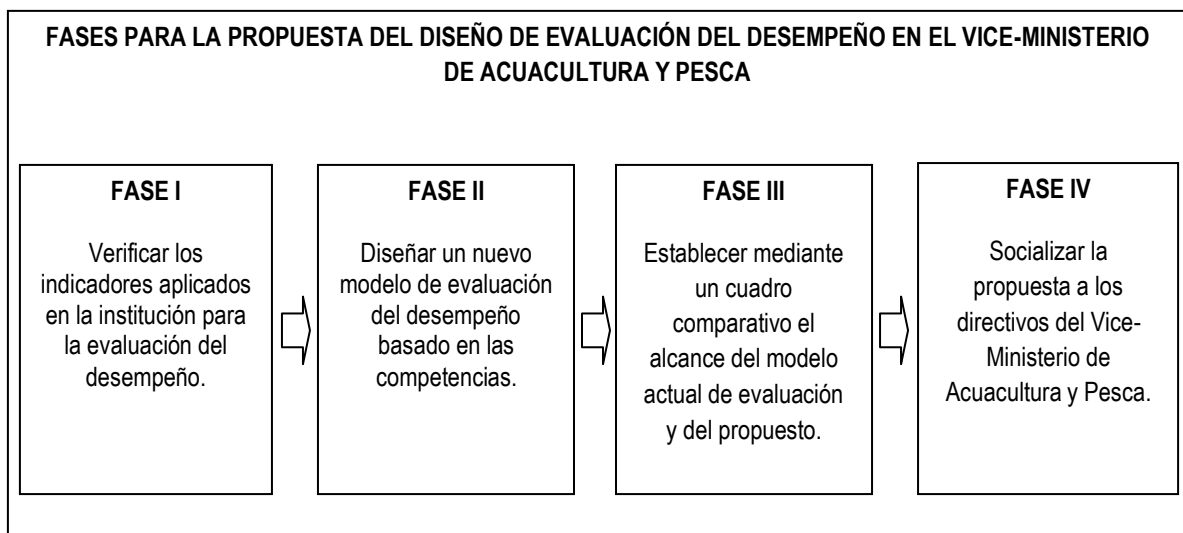 FASES PARA LA PROPUESTA DEL DISEÑO DE EVALUACIÓN DEL DESEMPEÑO EN EL VICE-MINISTERIO
DE ACUACULTURA Y PESCA
FASE I
Verificar los
indicadores aplicados
en la institución para
la evaluación del
desempeño.
FASE II
Diseñar un nuevo
modelo de evaluación
del desempeño
basado en las
competencias.
FASE III
Establecer mediante
un cuadro
comparativo el
alcance del modelo
actual de evaluación
y del propuesto.
FASE IV
Socializar la
propuesta a los
directivos del Vice-
Ministerio de
Acuacultura y Pesca.